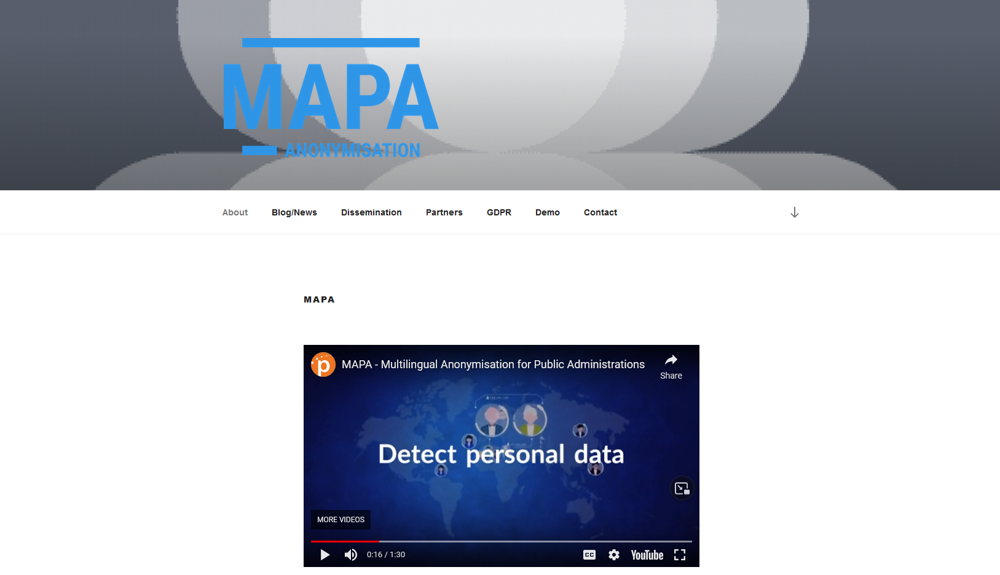 MAPA
ANONYMISATION
About Blog/News Dissemination Partners GDPR Demo Contact
MAPA
MAPA - Multilingual Anonymisation for Public Administrations
Share
Detect personal data
MORE VIDEOS
0:16 / 1:30
CC
YouTube